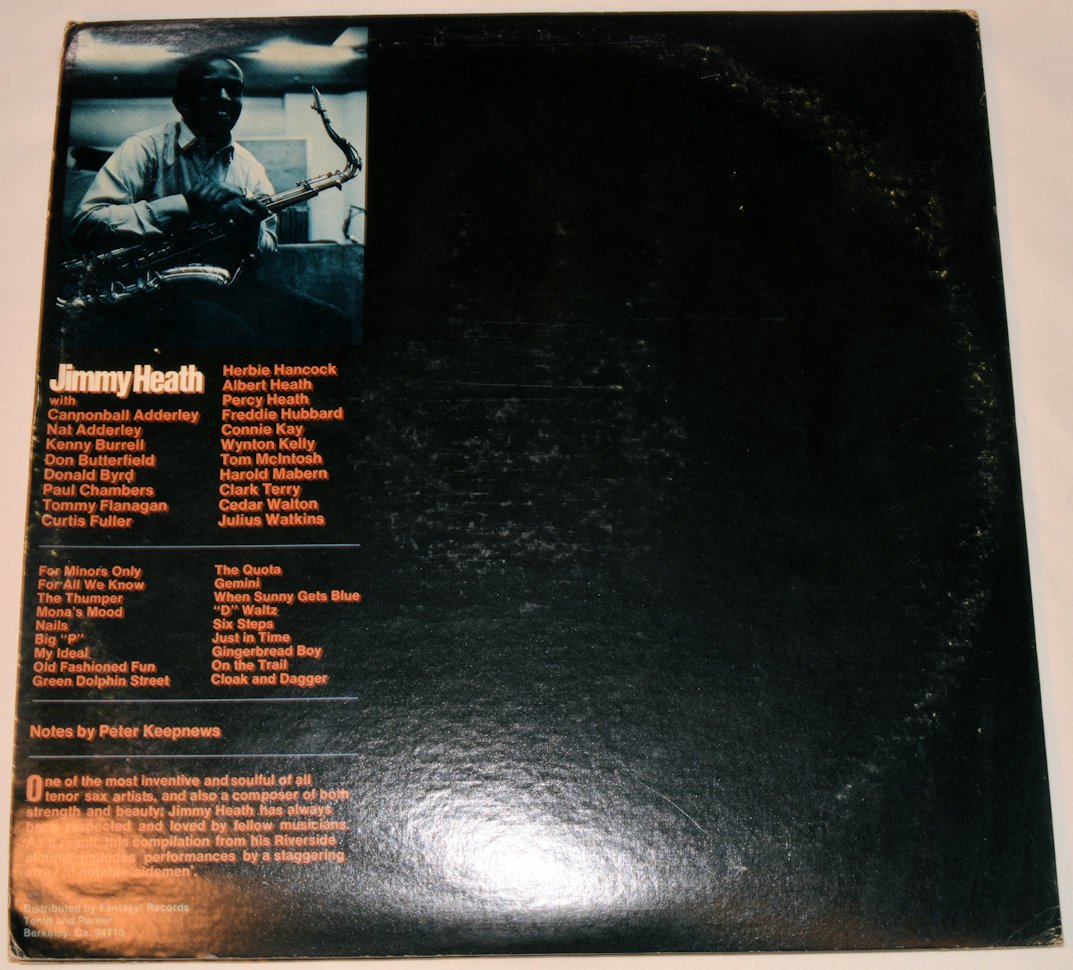 Jimmy Heath
with
Cannonball Adderley
Nat Adderley
Kenny Burrell
Don Butterfield
Donald Byrd
Paul Chambers
Tommy Flanagan
Curtis Fuller
Herbie Hancock
Albert Heath
Percy Heath
Freddie Hubbard
Connie Kay
Wynton Kelly
Tom McIntosh
Harold Mabern
Clark Terry
Cedar Walton
Julius Watkins
For Minors Only
For All We Know
The Thumper
Mona's Mood
Nails
Big "P"
My Ideal
Old Fashioned Fun
Green Dolphin Street
The Quota
Gemini
When Sunny Gets Blue
"D" Waltz
Six Steps
Just in Time
Gingerbread Boy
On the Trail
Cloak and Dagger
Notes by Peter Keepnews
One of the most inventive and soulful of all
tenor sax artists, and also a composer of both
strength and beauty, Jimmy Heath has always
been respected and loved by fellow musicians.
As a result, this compilation from his Riverside
albums includes performances by a staggering
array of notable 'sidemen'.
Distributed by Fantasy Records
Tenth and Parker
Berkeley, Ca. 94710